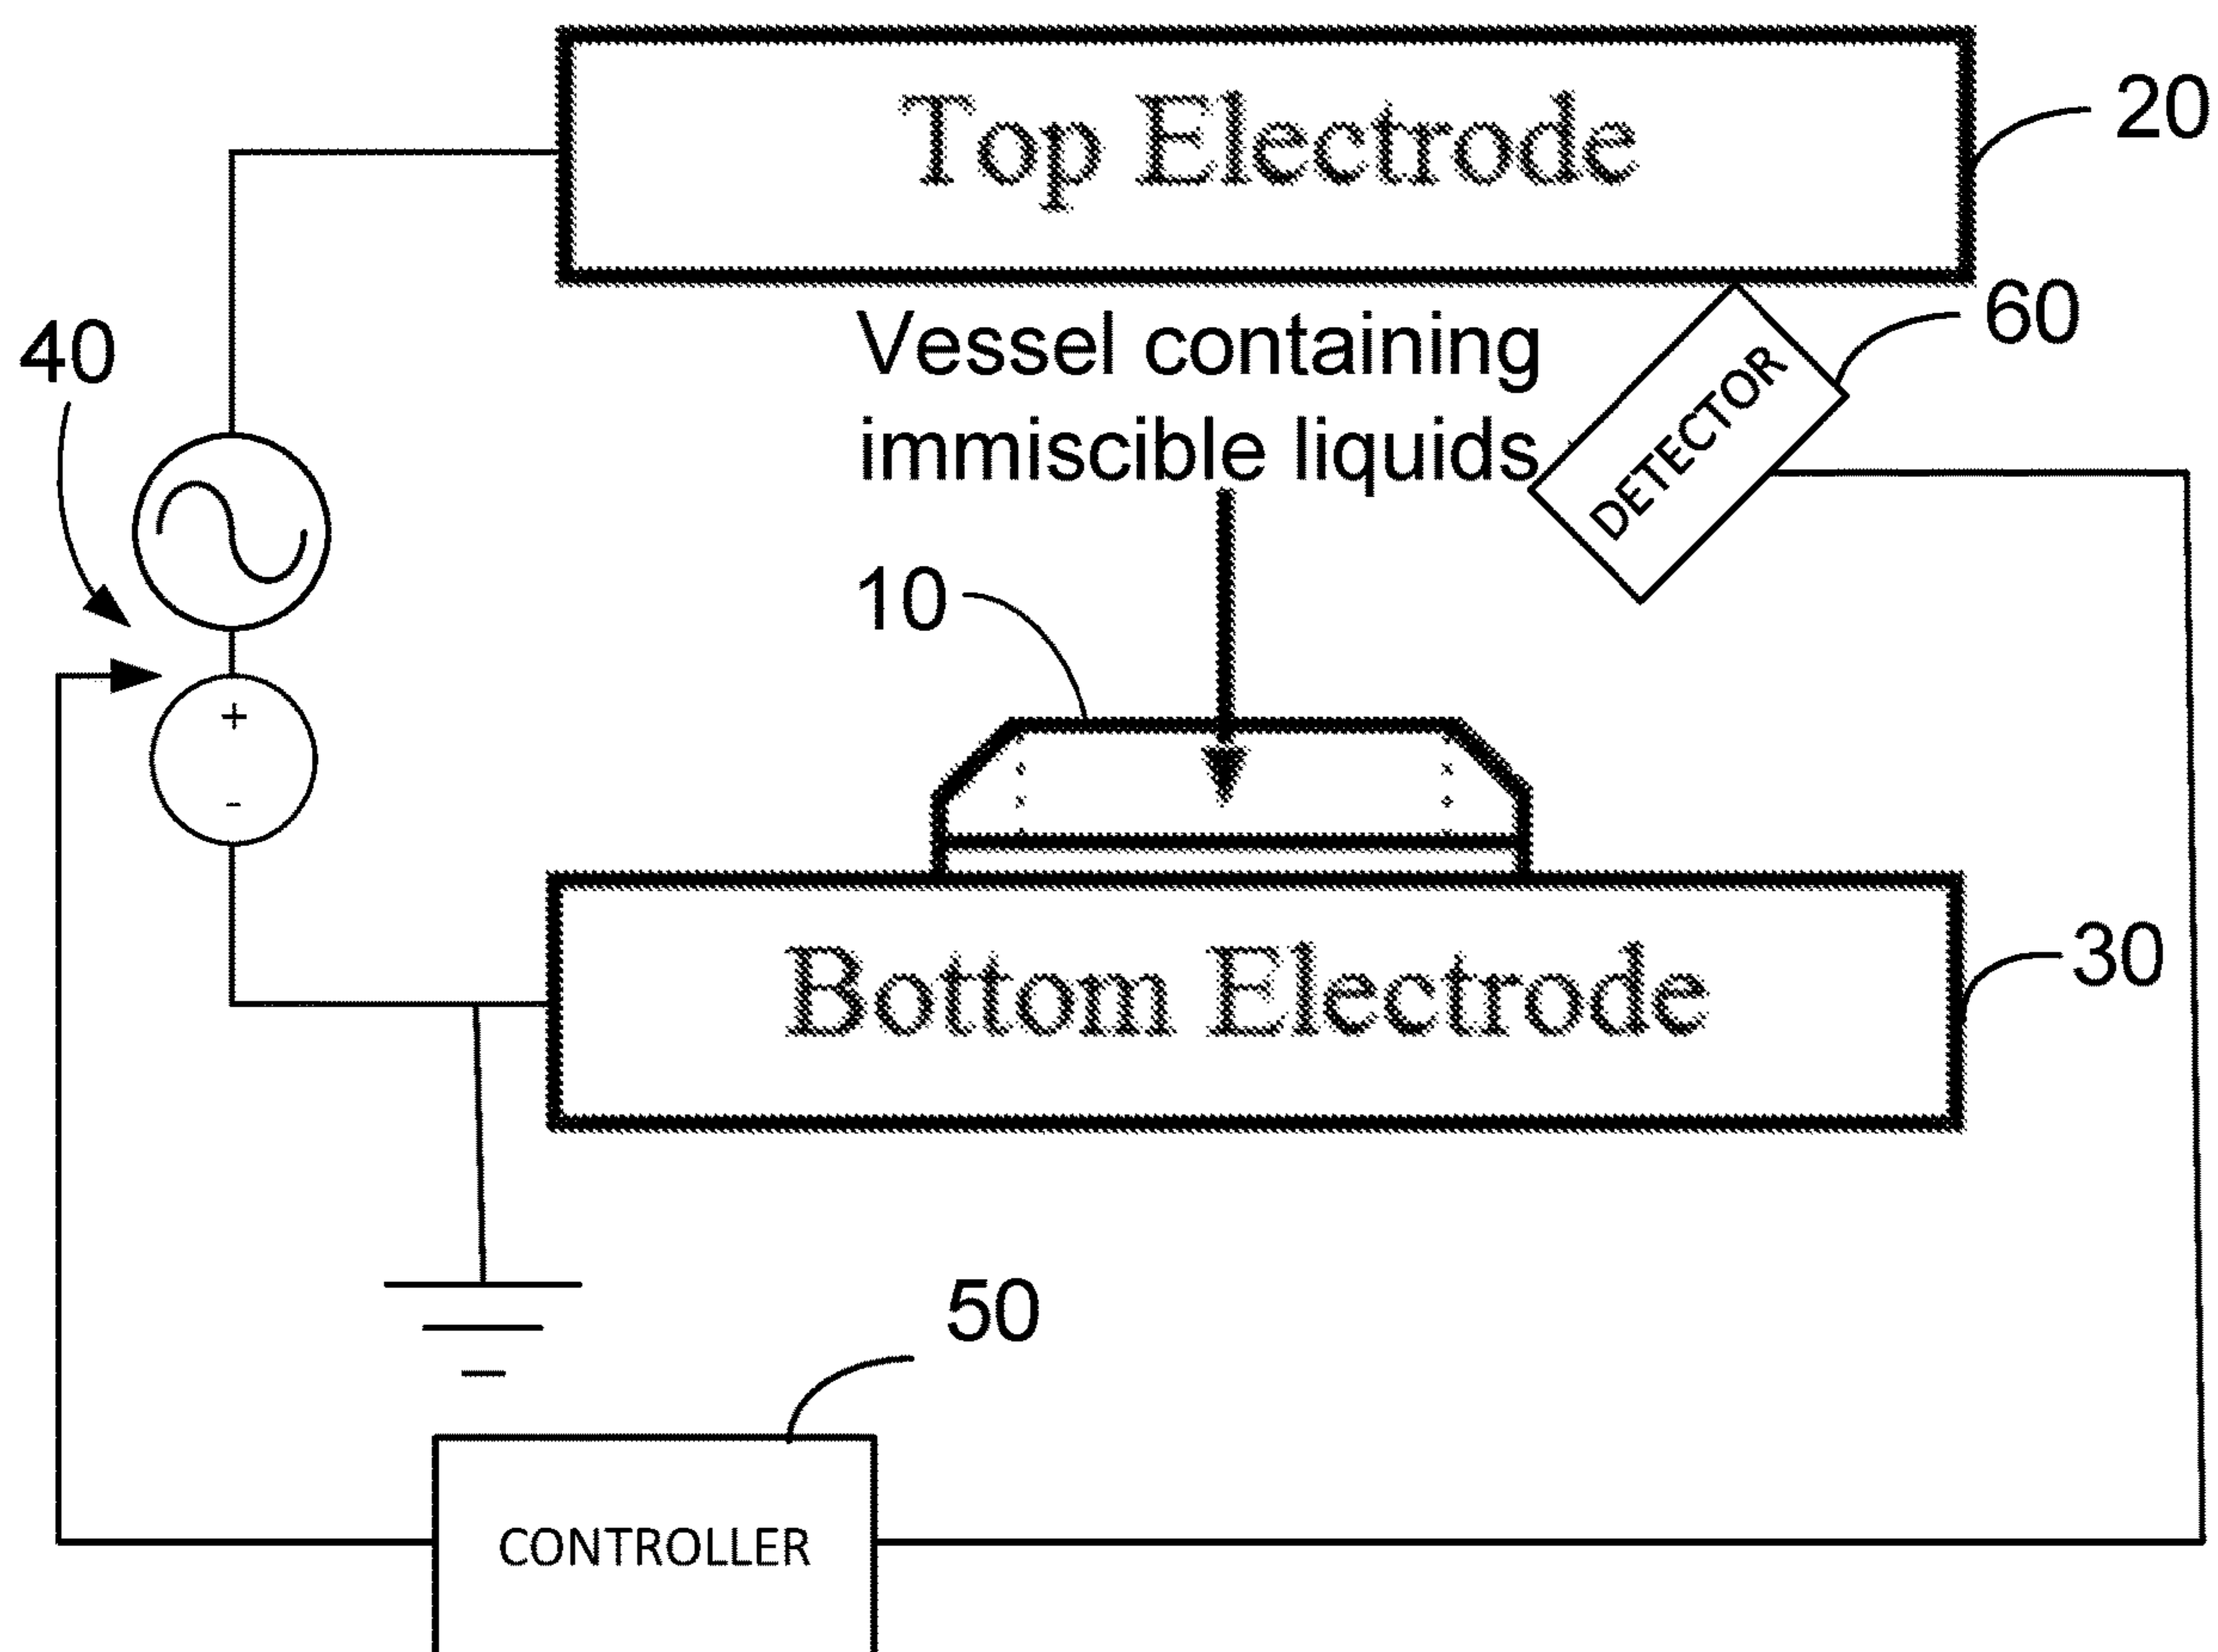 Top Electrode
20
Vessel containing
immiscible liquids
60
DETECTOR
40
10
+
-
Bottom Electrode
30
50
CONTROLLER